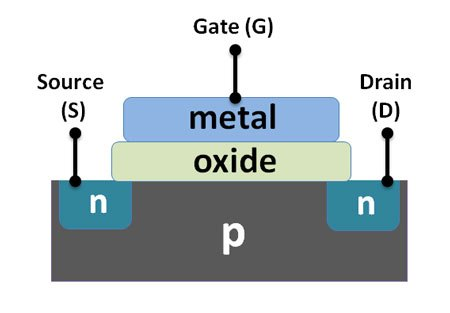 Gate (G)
Source
(S)
Drain
(D)
metal
oxide
n
n
p